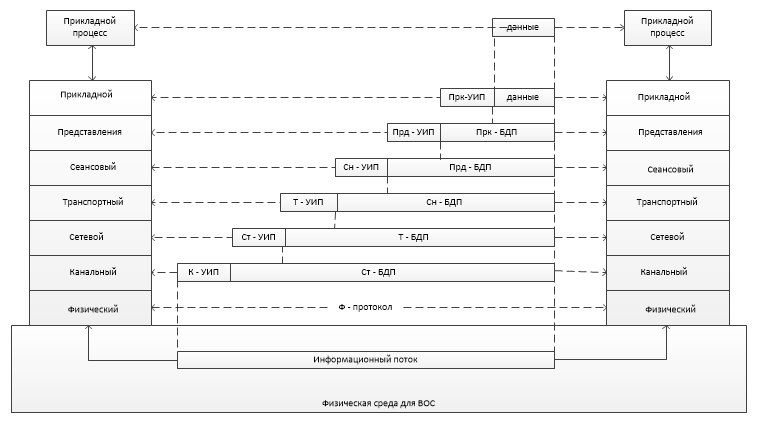 Прикладной
процесс
данные
Прикладной
процесс
Прикладной
Прк-УИП
данные
Прикладной
Представления
Прд - УИП
Прк - БДП
Представления
Сеансовый
Сн - УИП
Прд - БДП
Сеансовый
Транспортный
Т - УИП
Сн - БДП
Транспортный
Сетевой
Ст - УИП
Т - БДП
Сетевой
Канальный
К - УИП
Ст - БДП
Канальный
Физический
Ф - протокол
Физический
Информационный поток
Физическая среда для ВОС